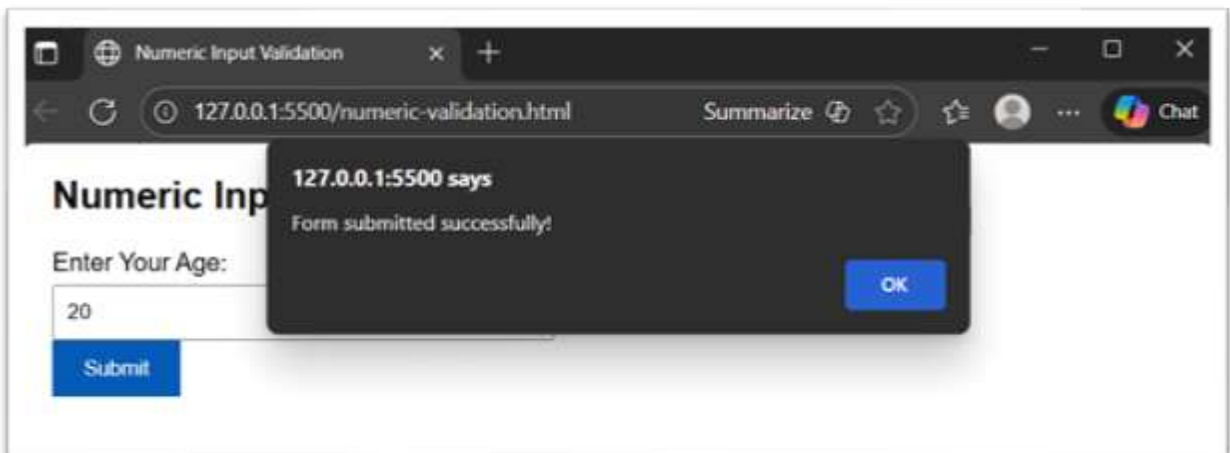 Numeric Input Validation
127.0.0.1:5500/numeric-validation.html Summarize Chat
127.0.0.1:5500 says
Numeric Inp
Form submitted successfully!
Enter Your Age:
OK
20
Submit